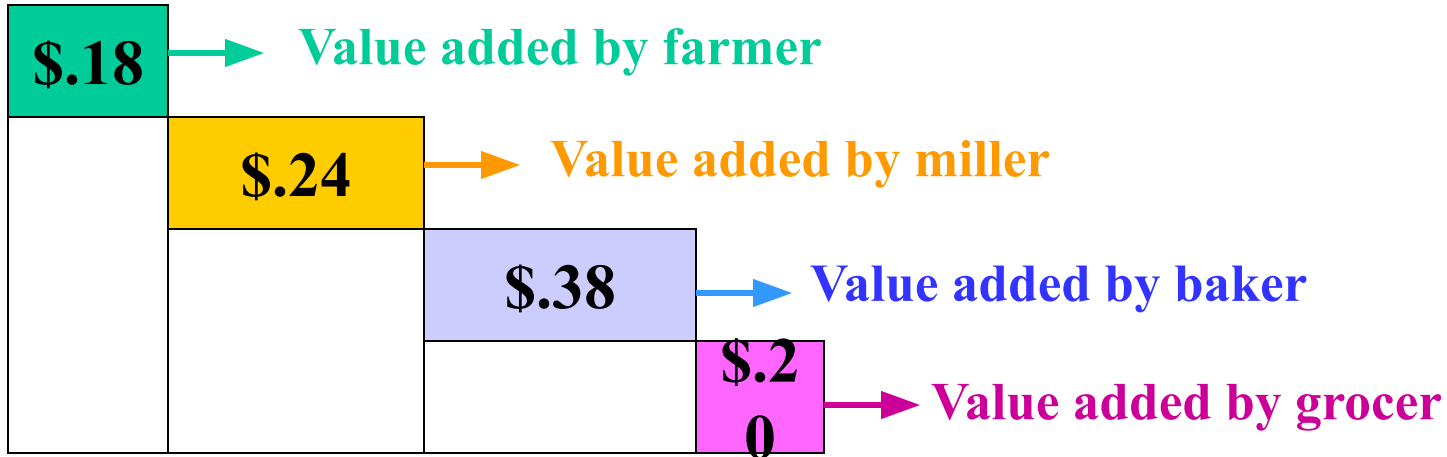 $.18 Value added by farmer
$.24 Value added by miller
$.38 Value added by baker
$.2
0
Value added by grocer